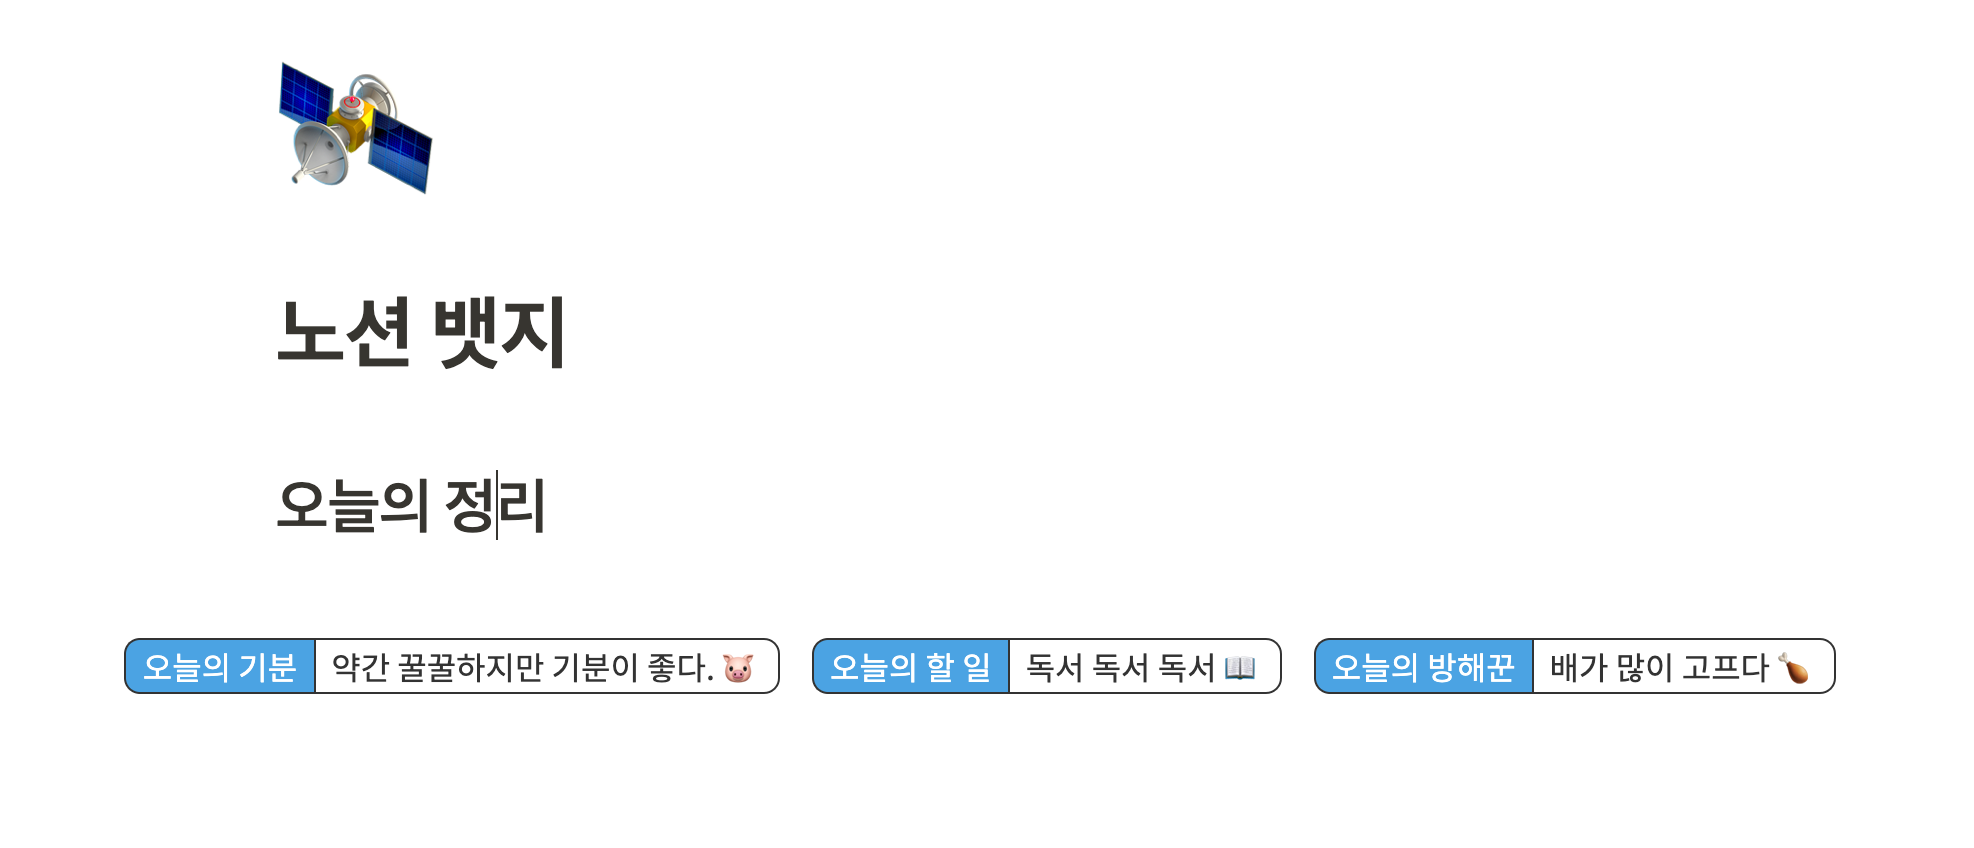 노션 뱃지
오늘의 정리
오늘의 기분 약간 꿀꿀하지만 기분이 좋다. 🐷 오늘의 할 일 독서 독서 독서 📖 오늘의 방해꾼 배가 많이 고프다 🍗